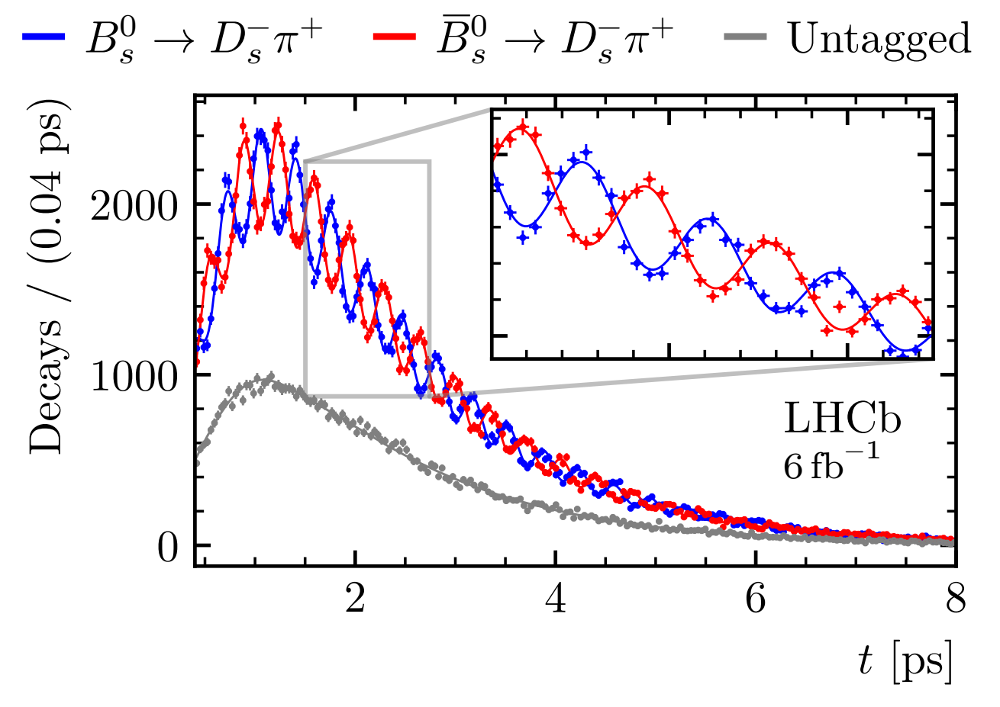 B⁰ₛ → D⁻ₛπ⁺ B̅⁰ₛ → D⁻ₛπ⁺ Untagged
Decays / (0.04 ps)
2000
1000
0
LHCb
6 fb⁻¹
2 4 6 8
t [ps]